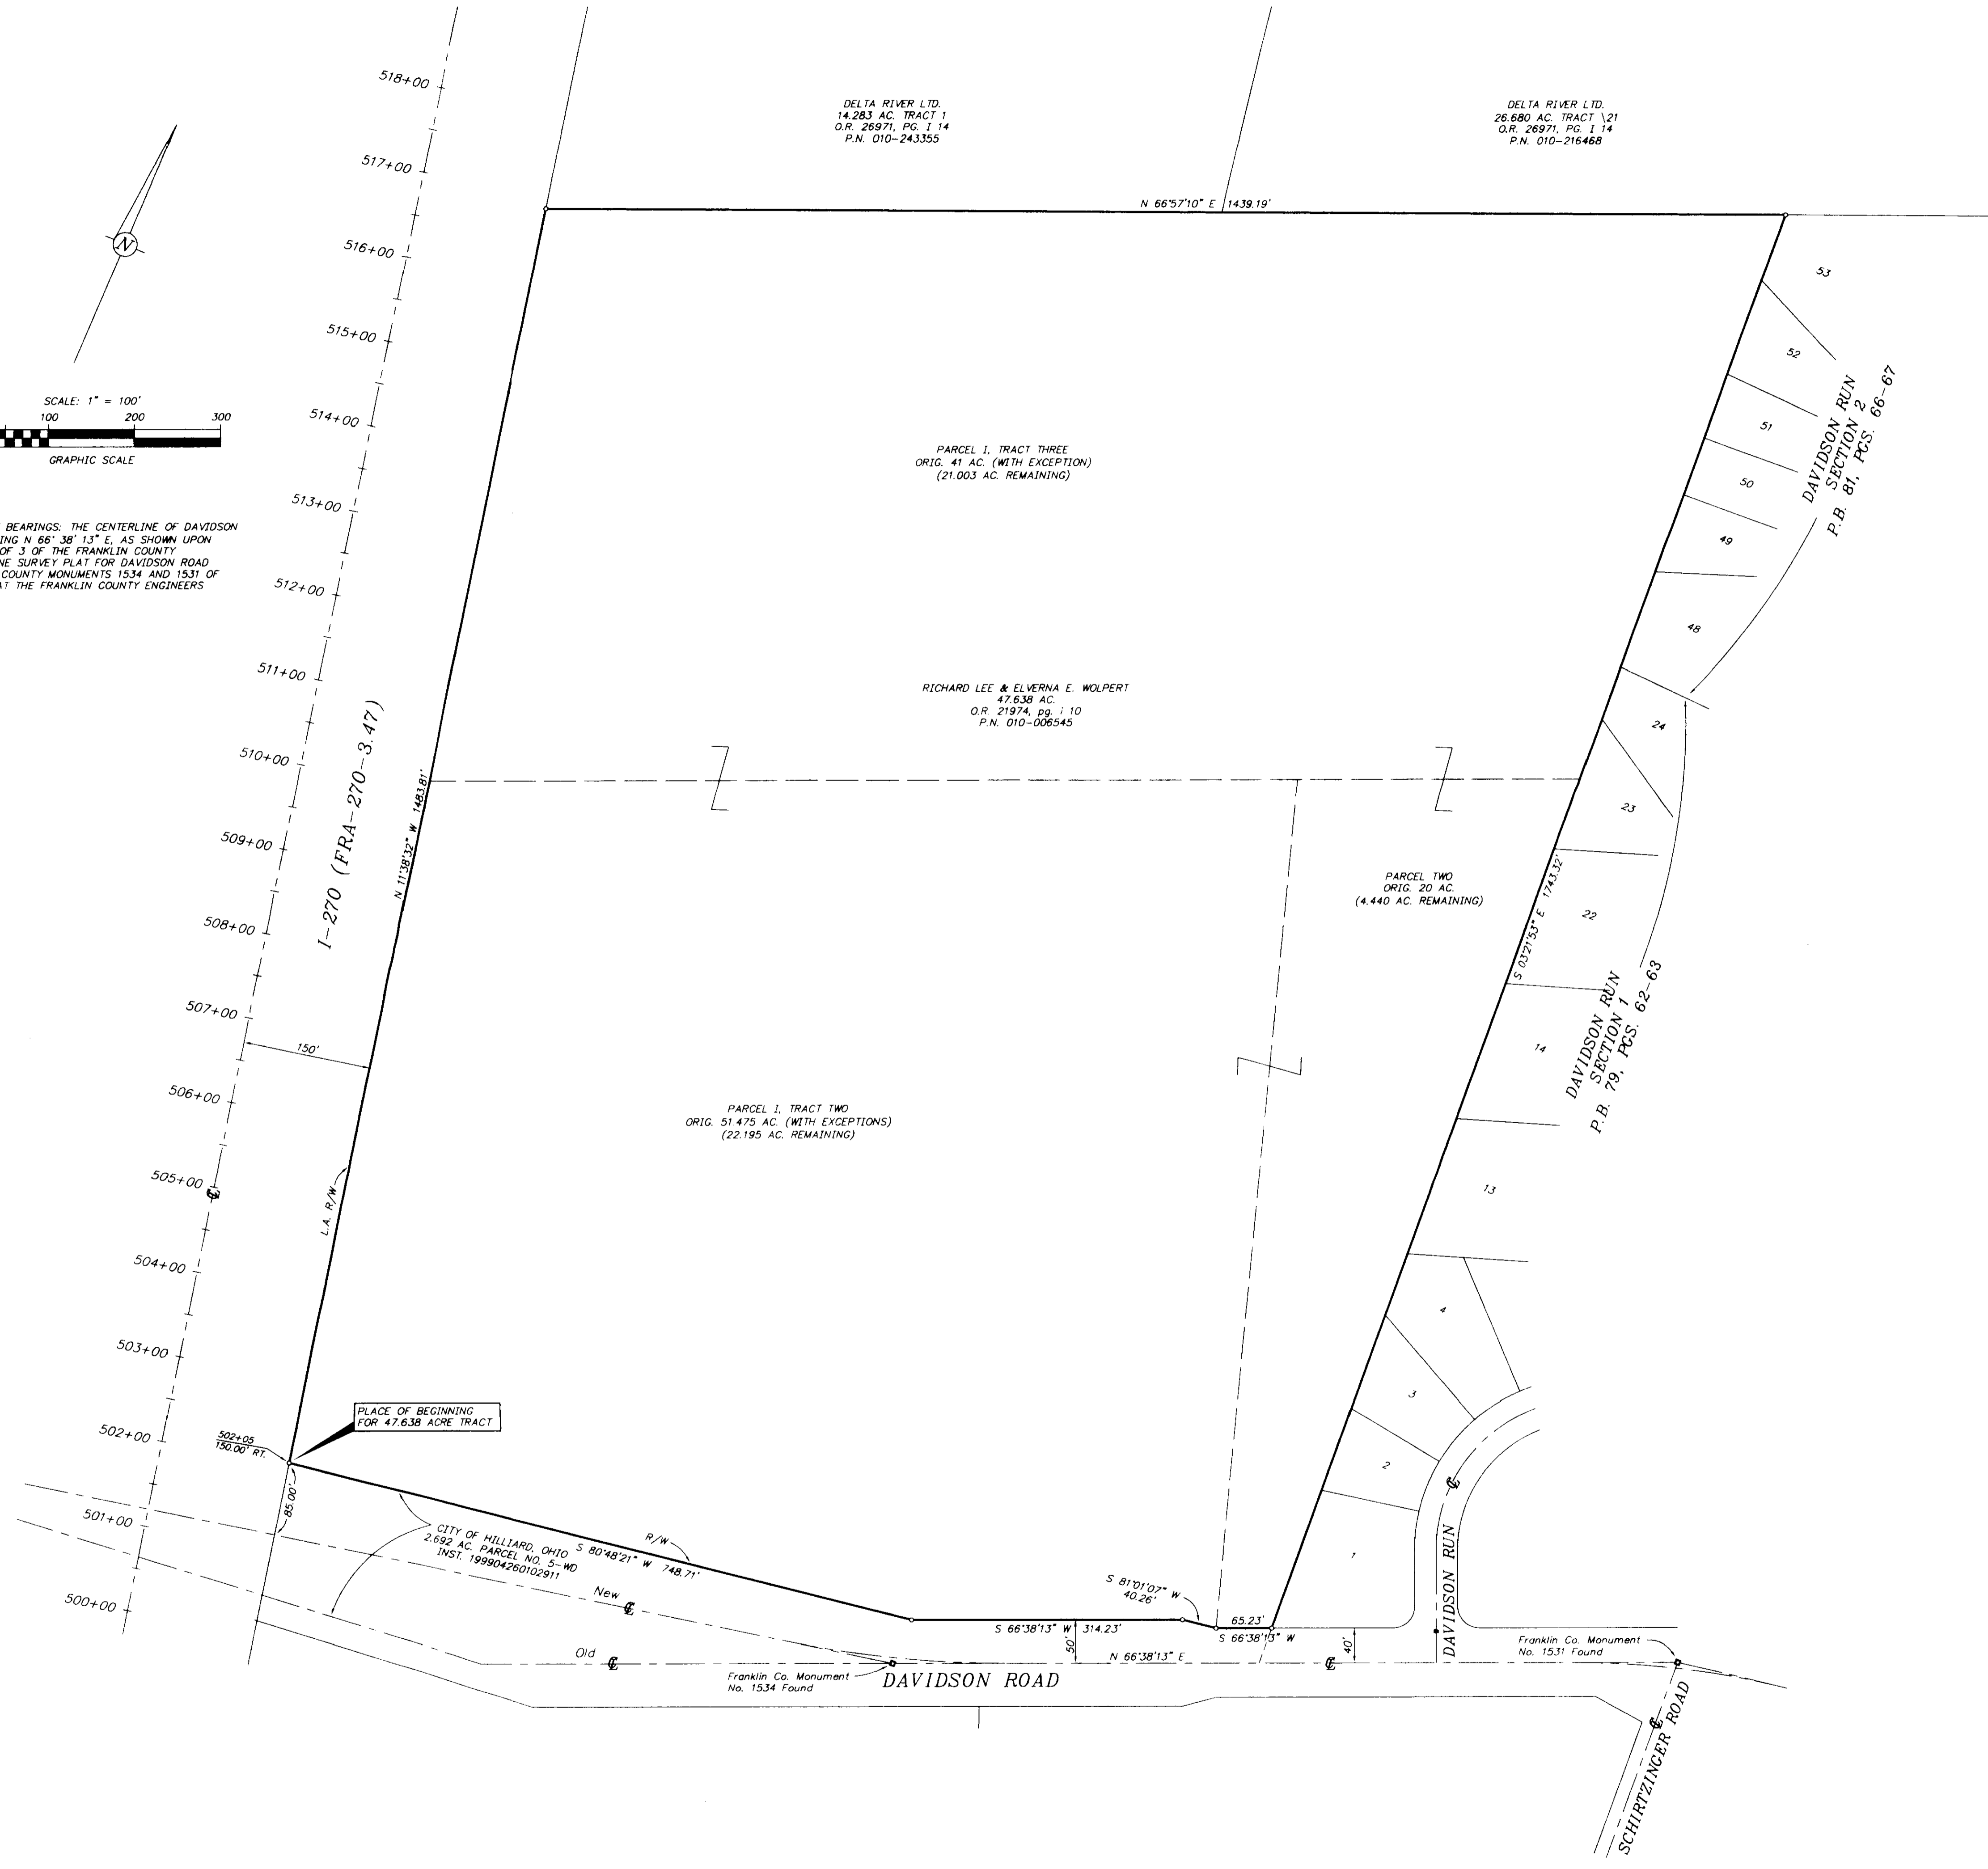 518+00
517+00
516+00
515+00
514+00
513+00
512+00
511+00
510+00
509+00
508+00
507+00
506+00
505+00
504+00
503+00
502+00
501+00
500+00
DELTA RIVER LTD.
14.283 AC. TRACT 1
O.R. 26971, PG. I 14
P.N. 010-243355
DELTA RIVER LTD.
26.680 AC. TRACT \21
O.R. 26971, PG. I 14
P.N. 010-216468
N 66°57'10" E 1439.19'
N
SCALE: 1" = 100'
100 200 300
GRAPHIC SCALE
BEARINGS: THE CENTERLINE OF DAVIDSON
ING N 66° 38' 13" E, AS SHOWN UPON
OF 3 OF THE FRANKLIN COUNTY
NE SURVEY PLAT FOR DAVIDSON ROAD
COUNTY MONUMENTS 1534 AND 1531 OF
AT THE FRANKLIN COUNTY ENGINEERS
PARCEL I, TRACT THREE
ORIG. 41 AC. (WITH EXCEPTION)
(21.003 AC. REMAINING)
RICHARD LEE & ELVERNA E. WOLPERT
47.638 AC.
O.R. 21974, pg. i 10
P.N. 010-006545
53
52
51
50
49
48
DAVIDSON RUN
SECTION 2
P.B. 81, PGS. 66-67
24
23
22
14
13
4
3
2
1
DAVIDSON RUN
SECTION 1
P.B. 79, PGS. 62-63
I-270 (FRA-270-3.47)
N 11°38'32" W 1483.81'
S 03°21'53" E 1743.32'
PARCEL TWO
ORIG. 20 AC.
(4.440 AC. REMAINING)
150'
PARCEL I, TRACT TWO
ORIG. 51.475 AC. (WITH EXCEPTIONS)
(22.195 AC. REMAINING)
L.A. R/W
PLACE OF BEGINNING
FOR 47.638 ACRE TRACT
502+05
150.00' RT.
85.00'
CITY OF HILLIARD, OHIO
2.692 AC. PARCEL NO. 5-WD
INST. 199904260102911
R/W
S 80°48'21" W 748.71'
New
Old
S 81°01'07" W
40.26'
S 66°38'13" W 314.23'
65.23'
S 66°38'13" W
50'
40'
N 66°38'13" E
Franklin Co. Monument
No. 1534 Found
DAVIDSON ROAD
DAVIDSON RUN
Franklin Co. Monument
No. 1531 Found
SCHIRTZINGER ROAD